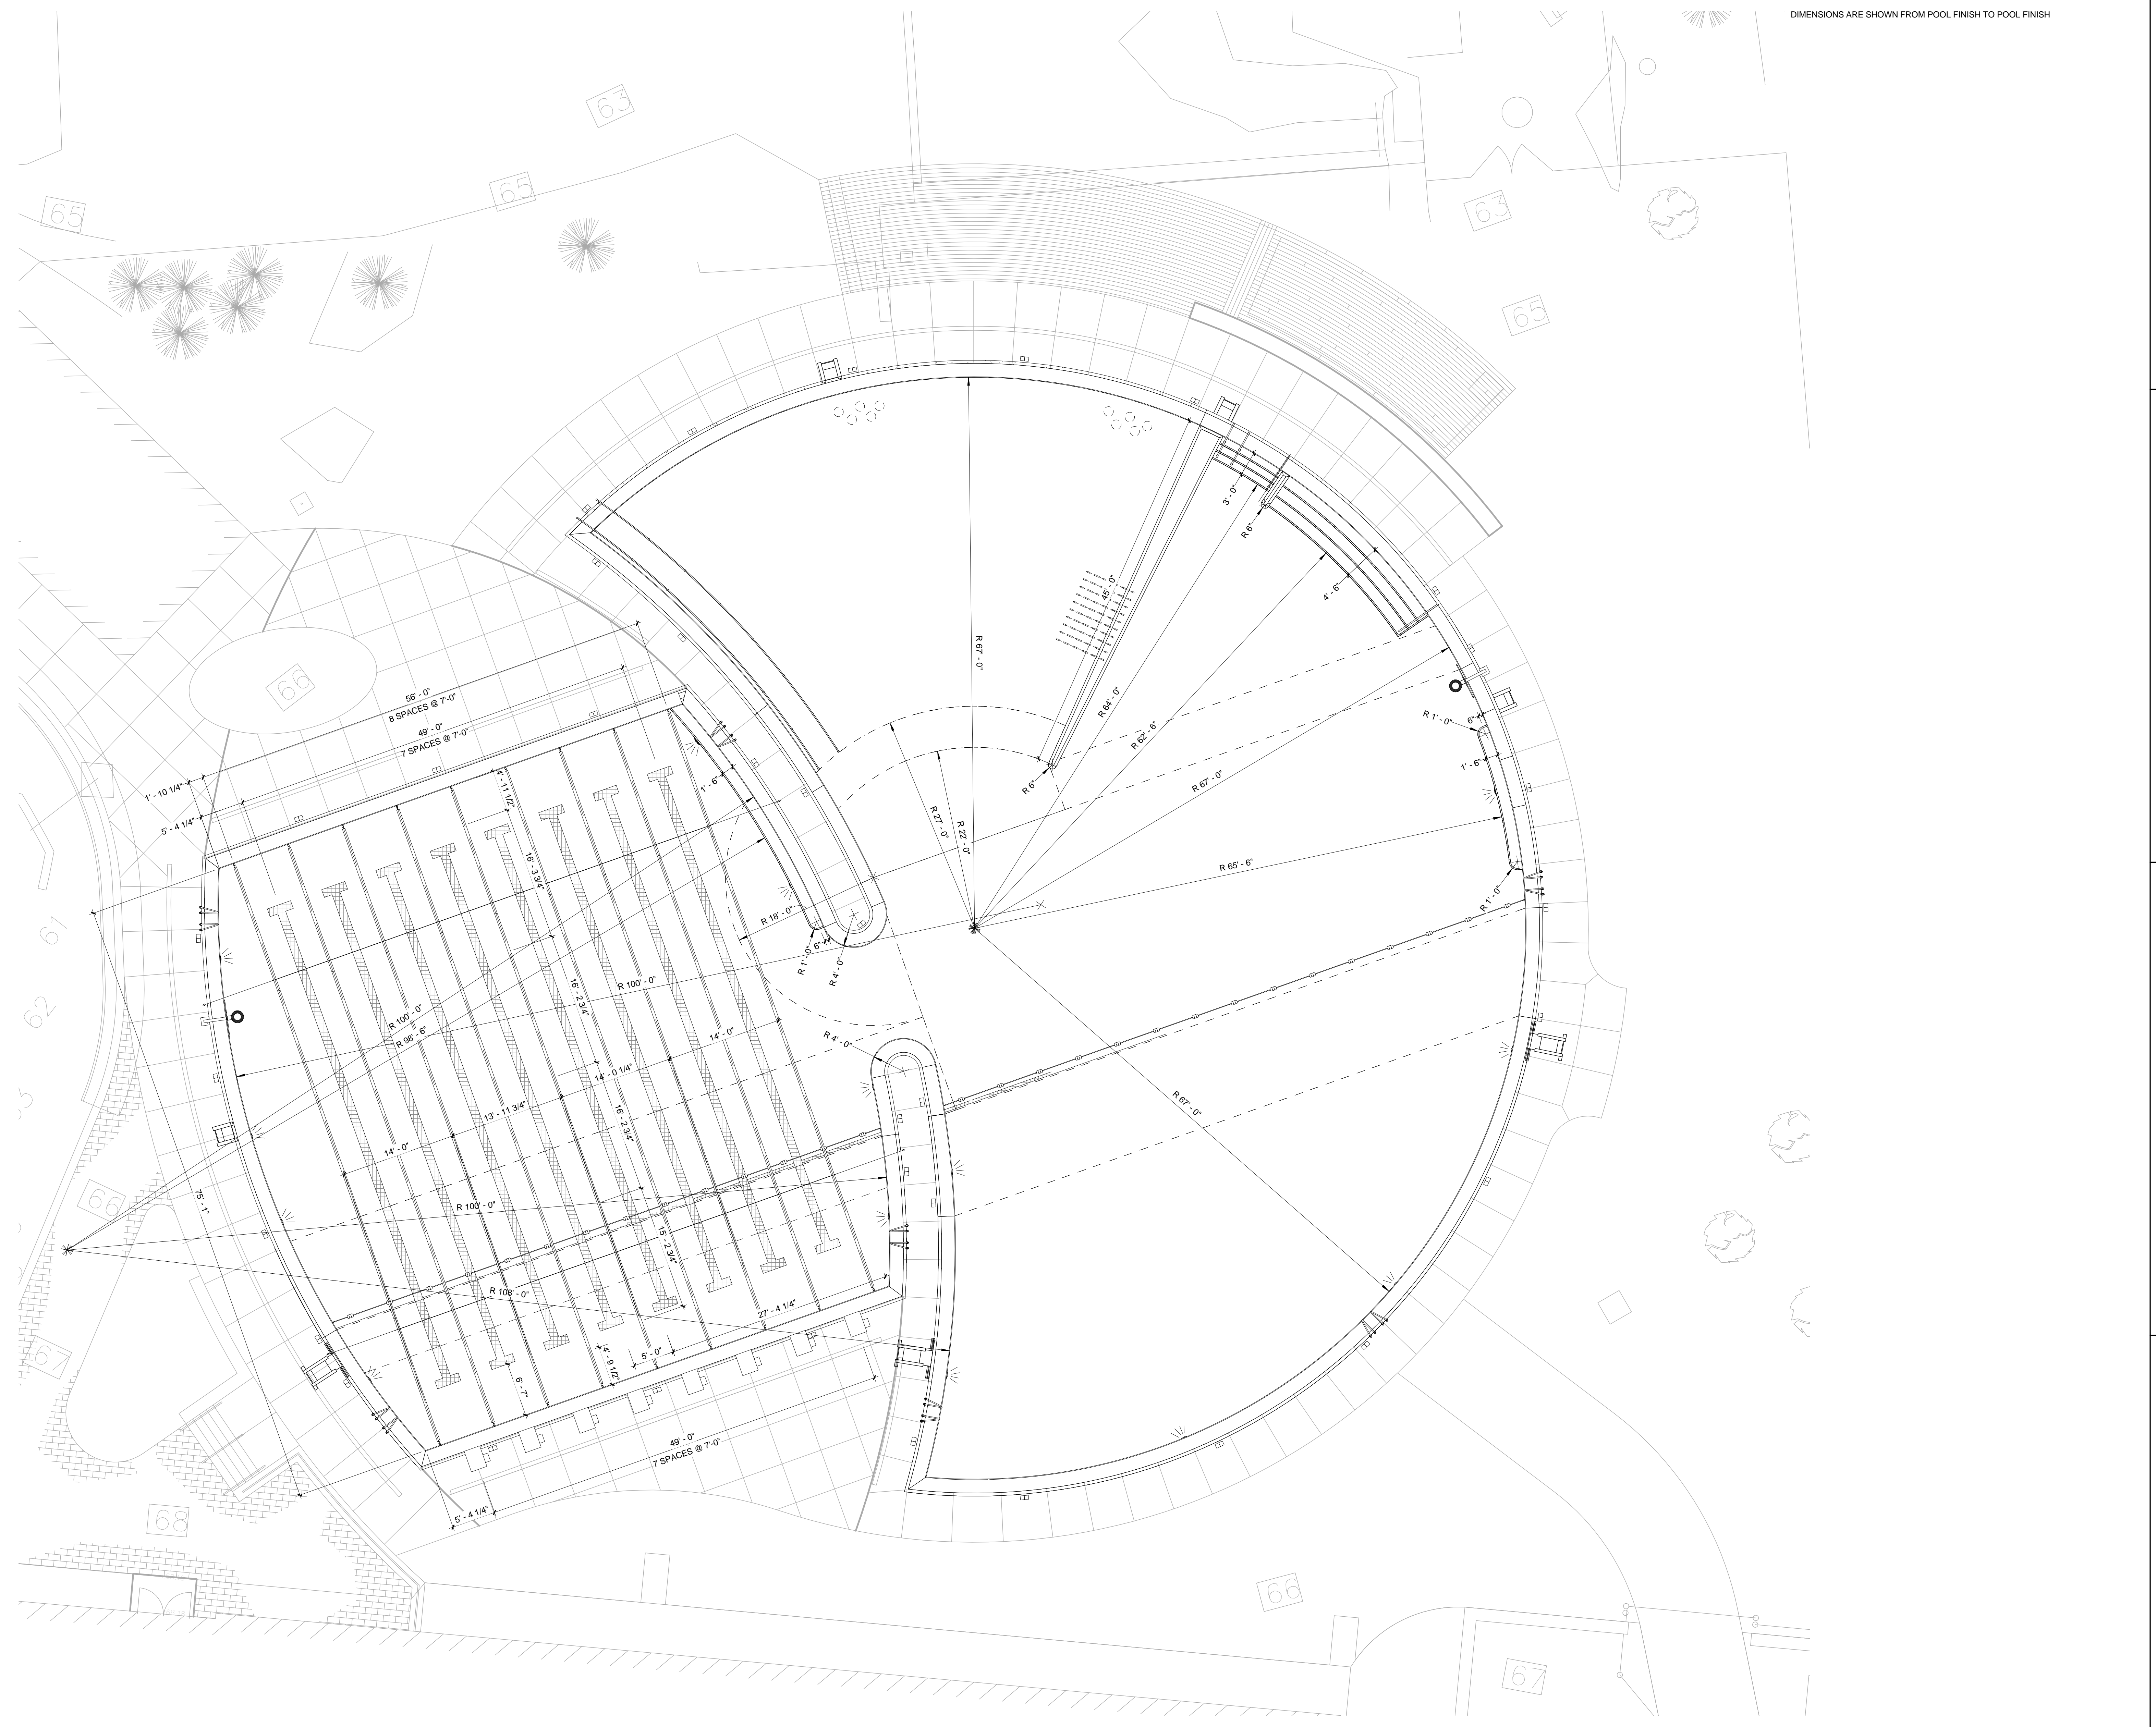 DIMENSIONS ARE SHOWN FROM POOL FINISH TO POOL FINISH
63
65
65
63
65
66
3' - 0"
R 6"
4' - 6"
45' - 0"
R 67' - 0"
56' - 0"
8 SPACES @ 7'-0"
49' - 0"
7 SPACES @ 7'-0"
R 64' - 0"
R 62' - 6"
R 1' - 0"
6"
1' - 6"
1' - 10 1/4"
5' - 4 1/4"
4' - 11 1/2"
1' - 6"
R 6"
R 67' - 0"
R 27' - 0"
R 22' - 0"
16' - 3 3/4"
R 65' - 6"
R 1' - 0"
R 18' - 0"
6"
R 1' - 0"
R 4' - 0"
61
62
R 100' - 0"
16' - 2 3/4"
R 100' - 0"
R 98' - 6"
14' - 0"
R 4' - 0"
14' - 0 1/4"
13' - 11 3/4"
16' - 2 3/4"
R 67' - 0"
14' - 0"
66
75' - 1"
R 100' - 0"
15' - 2 3/4"
R 108' - 0"
27' - 4 1/4"
67
5' - 0"
4' - 9 1/2"
6' - 7"
49' - 0"
7 SPACES @ 7'-0"
5' - 4 1/4"
68
66
67